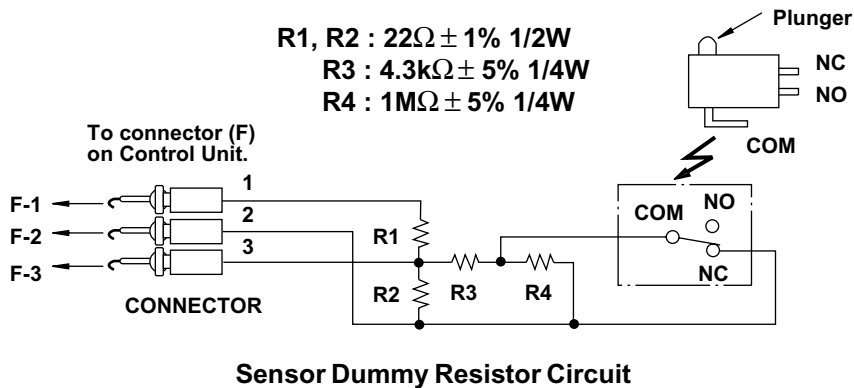 R1, R2 : 22Ω ± 1% 1/2W
R3 : 4.3kΩ ± 5% 1/4W
R4 : 1MΩ ± 5% 1/4W
Plunger
NC
NO
COM
To connector (F)
on Control Unit.
1
F-1
2
F-2
3
F-3
CONNECTOR
R1
R2
R3
R4
COM
NO
NC
Sensor Dummy Resistor Circuit